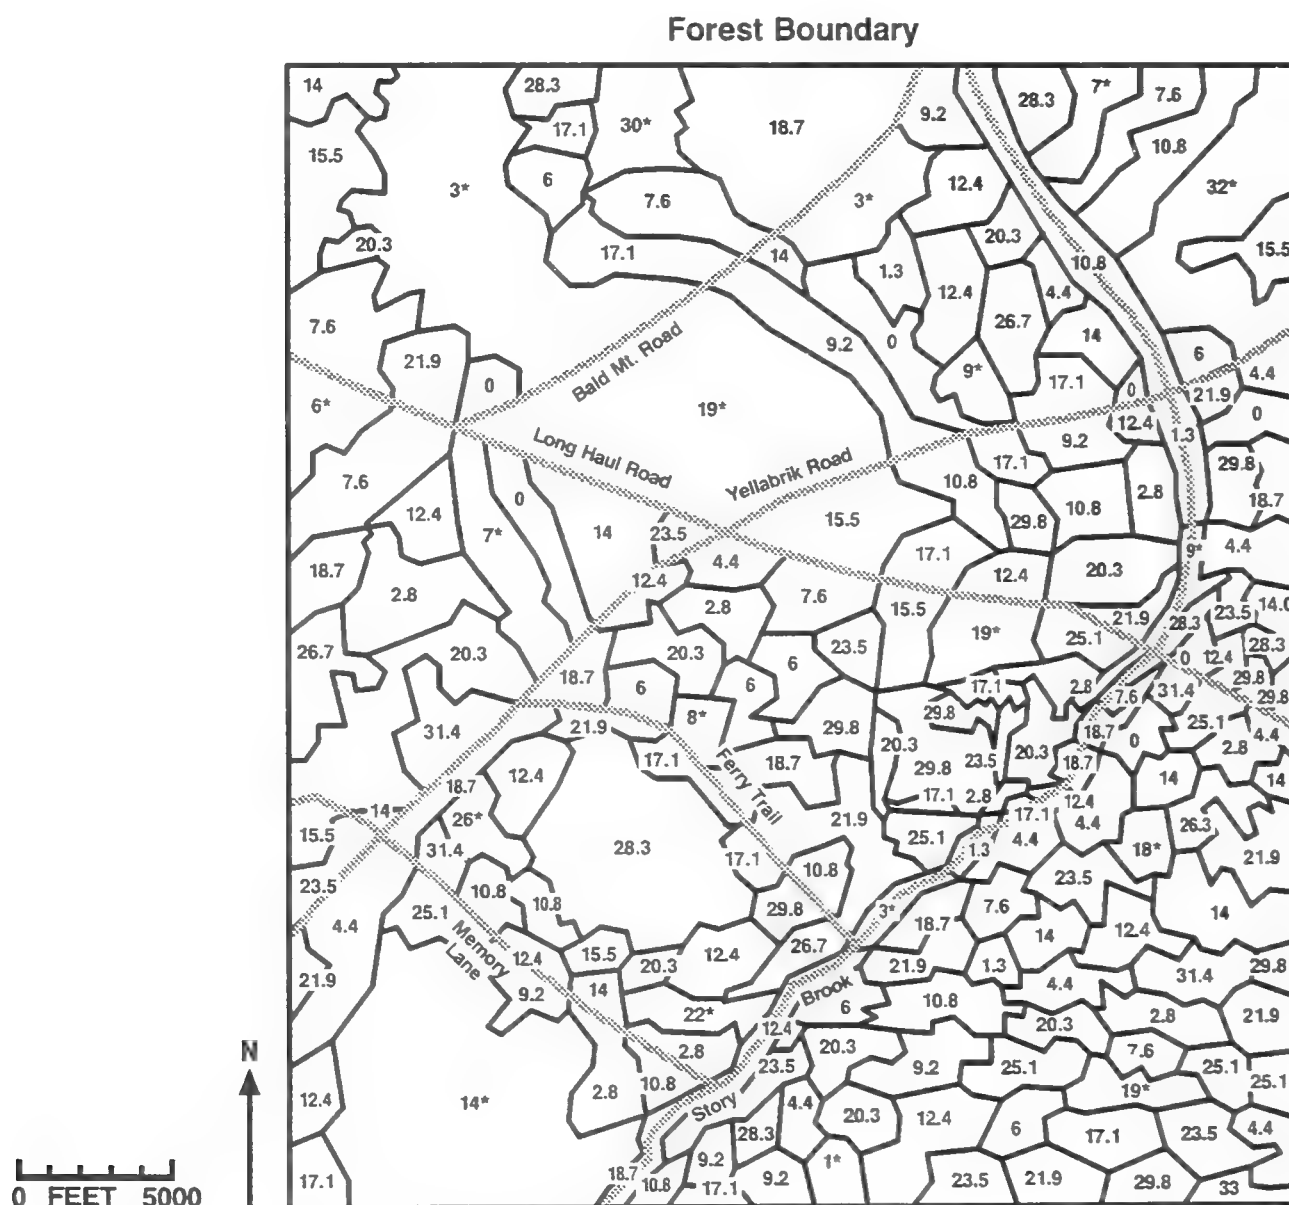 Forest Boundary
14 28.3 30* 18.7 9.2 28.3 7* 7.6
17.1 10.8
15.5 3* 6 7.6 3* 12.4 32*
20.3 17.1 14 1.3 20.3 10.8 15.5
12.4 26.7 4.4
7.6 9.2 0 14
21.9 0 Bald Mt. Road 9* 17.1 0 6 4.4
6* 19* 12.4 21.9 0
Long Haul Road Yellabrik Road 17.1 9.2 1.3
7.6 0 10.8 10.8 2.8 29.8
12.4 7* 14 23.5 15.5 29.8 18.7
18.7 4.4 17.1 20.3 9* 4.4
2.8 12.4 7.6 12.4
2.8 15.5 21.9 28.3 23.5 14.0
26.7 20.3 20.3 6 23.5 19* 25.1 0 12.4 28.3
18.7 6 6 17.1 2.8 7.6 31.4 29.8
29.8
31.4 21.9 8* 29.8 29.8 18.7 0 25.1 4.4
12.4 17.1 Ferry Trail 18.7 20.3 29.8 23.5 20.3 18.7 2.8
18.7 17.1 2.8 12.4 14 14
14 26* 21.9 17.1 4.4 26.3
15.5 31.4 28.3 17.1 25.1 1.3 4.4 18* 21.9
23.5 10.8 10.8 10.8 23.5
4.4 25.1 29.8 3* 18.7 7.6 14 12.4 14
Memory
Lane
12.4 15.5 20.3 12.4 26.7
21.9 9.2 14 Brook 21.9 1.3 4.4 31.4 29.8
22* 12.4 6 10.8 20.3 2.8 21.9
N
2.8 23.5 20.3 9.2 25.1 7.6 25.1 25.1
12.4 14* 2.8 10.8 Story 4.4 20.3 12.4 19*
28.3 6 17.1 23.5 4.4
17.1 18.7 10.8 9.2 17.1 9.2 1* 23.5 21.9 29.8 33
0 FEET 5000